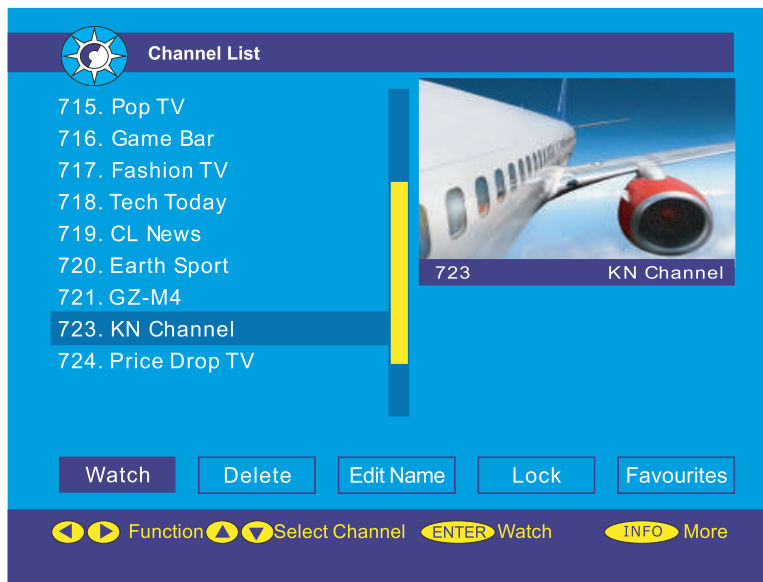 Channel List
715. Pop TV
716. Game Bar
717. Fashion TV
718. Tech Today
719. CL News
720. Earth Sport
721. GZ-M4
723. KN Channel
724. Price Drop TV
723 KN Channel
Watch Delete Edit Name Lock Favourites
Function Select Channel ENTER Watch INFO More